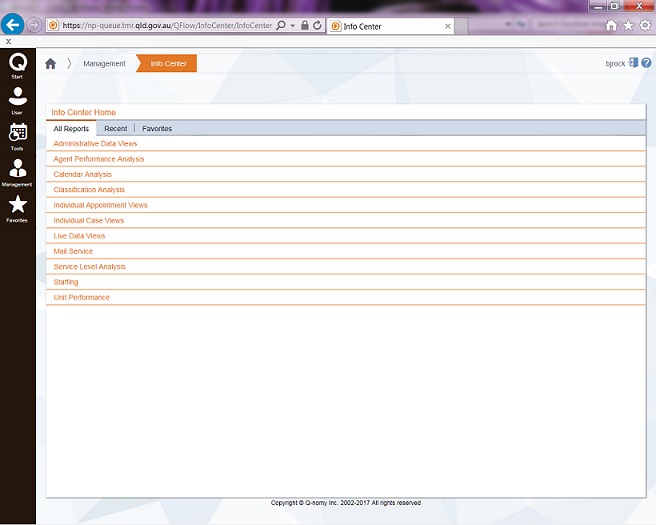 https://np-queue.tmr.qld.gov.au/QFlow/InfoCenter/InfoCenter
Info Center
x
Start
User
Tools
Management
Favorites
Management
Info Center
bjrock
Info Center Home
All Reports
Recent
Favorites
Administrative Data Views
Agent Performance Analysis
Calendar Analysis
Classification Analysis
Individual Appointment Views
Individual Case Views
Live Data Views
Mail Service
Service Level Analysis
Staffing
Unit Performance
Copyright © Q-nomy Inc. 2002-2017 All rights reserved